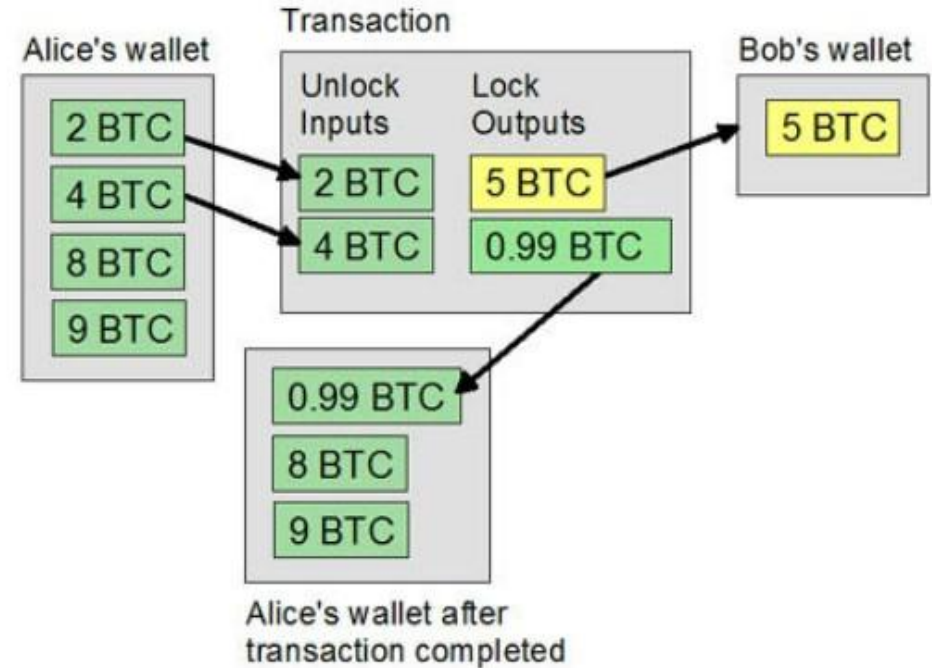 Transaction
Alice's wallet
Bob's wallet
2 BTC
4 BTC
8 BTC
9 BTC
Unlock
Inputs
2 BTC
4 BTC
Lock
Outputs
5 BTC
0.99 BTC
5 BTC
0.99 BTC
8 BTC
9 BTC
Alice's wallet after
transaction completed